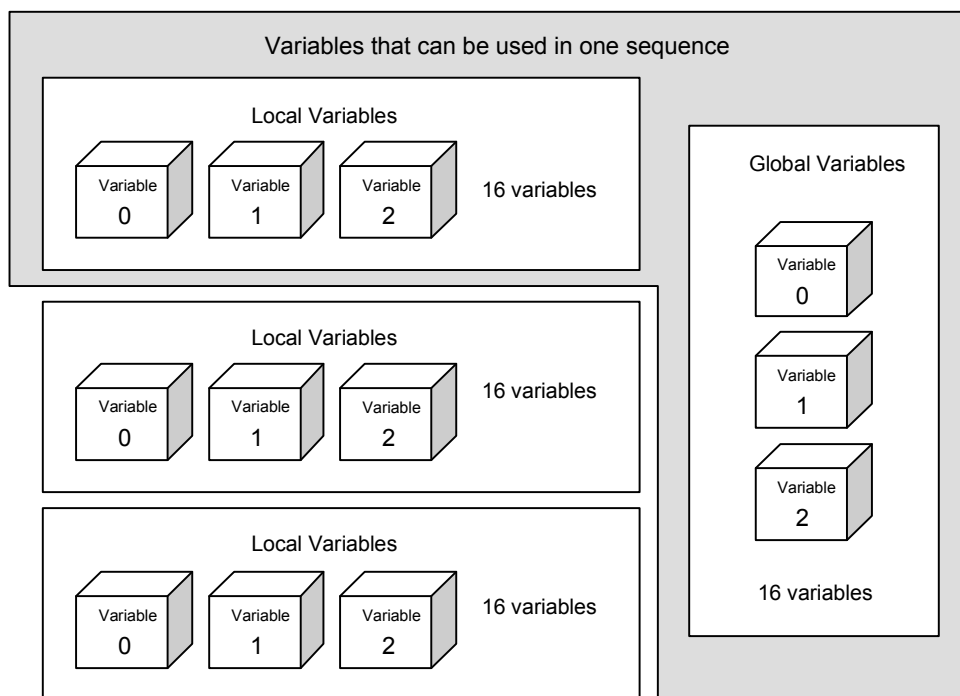 Variables that can be used in one sequence
Local Variables
Variable
0
Variable
1
Variable
2
16 variables
Local Variables
Variable
0
Variable
1
Variable
2
16 variables
Local Variables
Variable
0
Variable
1
Variable
2
16 variables
Global Variables
Variable
0
Variable
1
Variable
2
16 variables